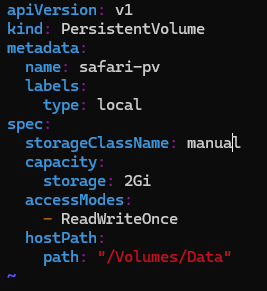 apiVersion: v1
kind: PersistentVolume
metadata:
  name: safari-pv
  labels:
    type: local
spec:
  storageClassName: manual
  capacity:
    storage: 2Gi
  accessModes:
    - ReadWriteOnce
  hostPath:
    path: "/Volumes/Data"
~